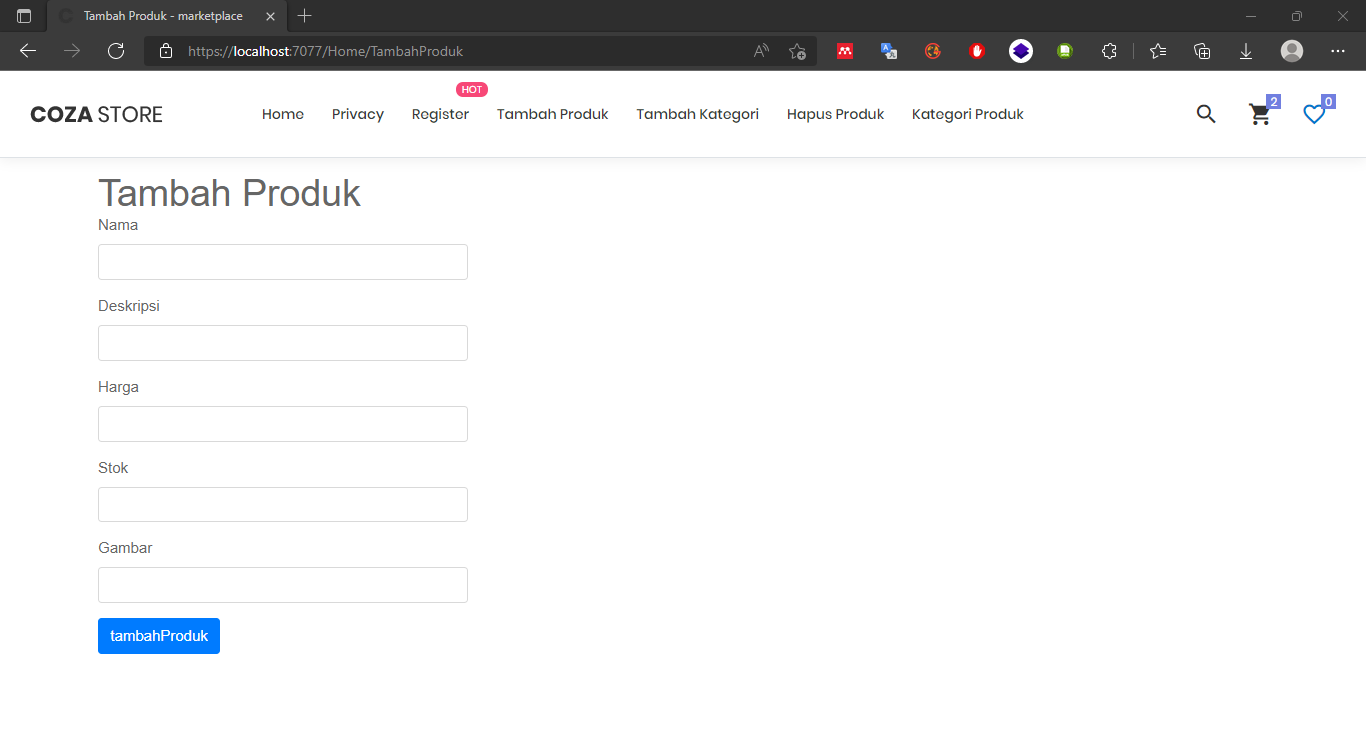 Tambah Produk - marketplace
https://localhost:7077/Home/TambahProduk
HOT
COZA STORE Home Privacy Register Tambah Produk Tambah Kategori Hapus Produk Kategori Produk 2 0
Tambah Produk
Nama
Deskripsi
Harga
Stok
Gambar
tambahProduk